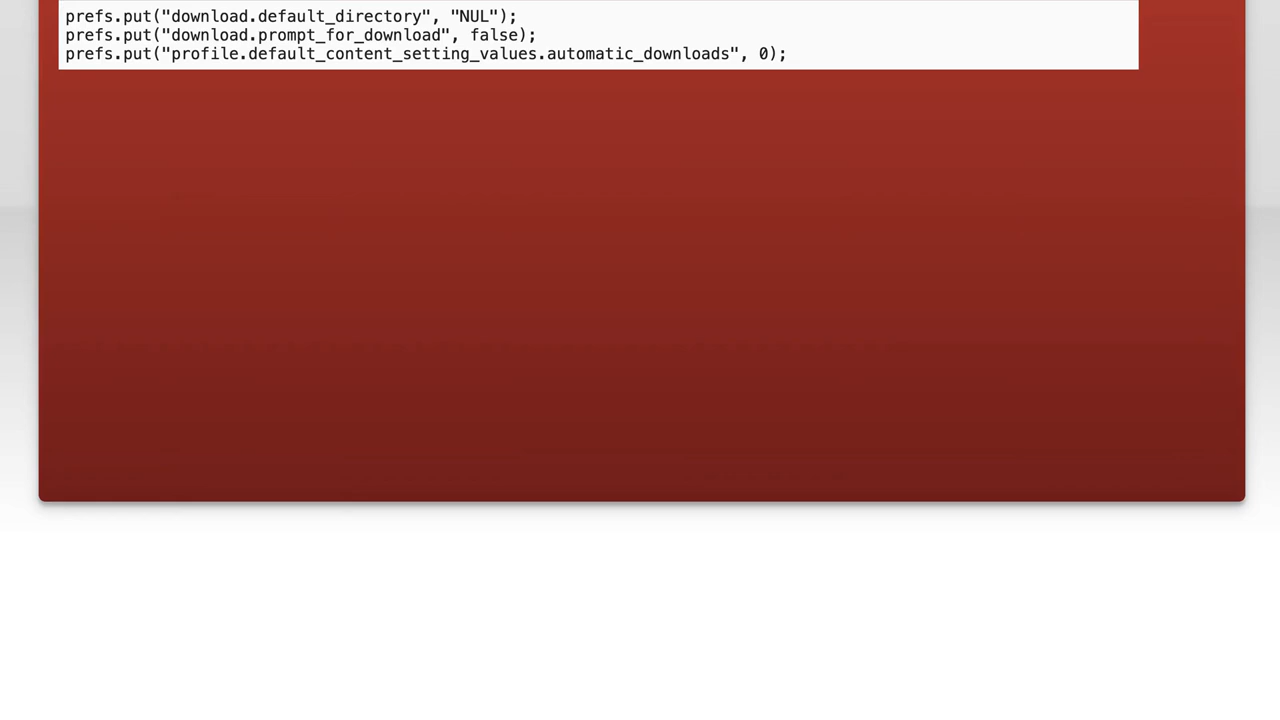 prefs.put("download.default_directory", "NUL");
prefs.put("download.prompt_for_download", false);
prefs.put("profile.default_content_setting_values.automatic_downloads", 0);